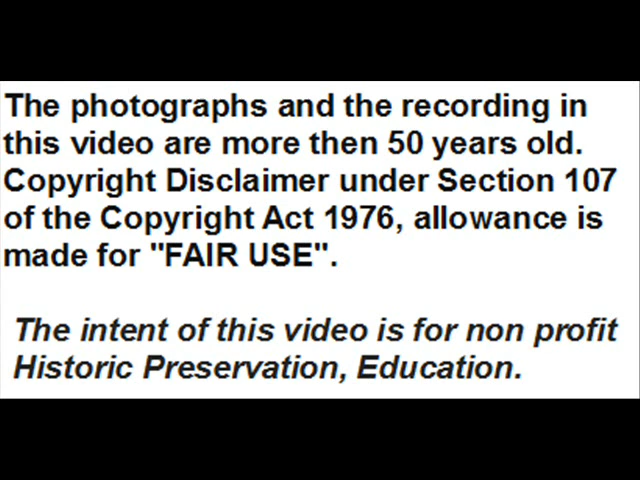 The photographs and the recording in
this video are more then 50 years old.
Copyright Disclaimer under Section 107
of the Copyright Act 1976, allowance is
made for "FAIR USE".
The intent of this video is for non profit
Historic Preservation, Education.